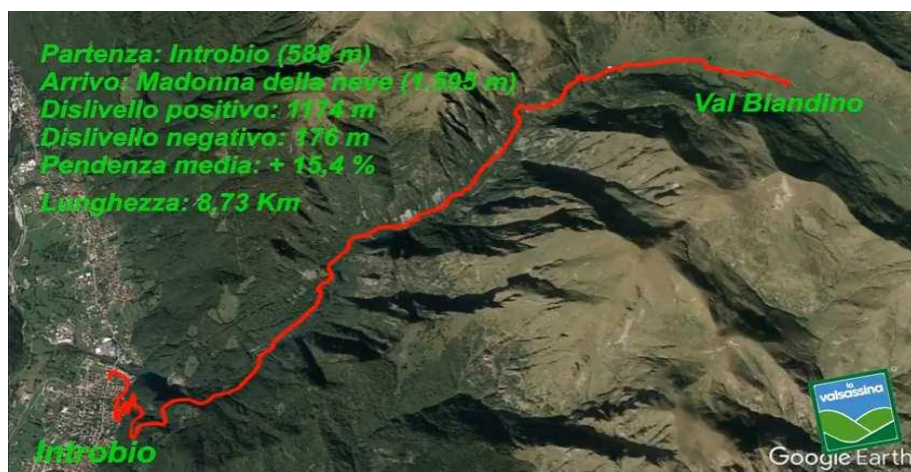 Partenza: Introbio (588 m)
Arrivo: Madonna della neve (1.595 m)
Dislivello positivo: 1174 m
Dislivello negativo: 176 m
Pendenza media: + 15,4 %
Lunghezza: 8,73 Km
Val Biandino
Introbio
la
valsassina
Google Earth